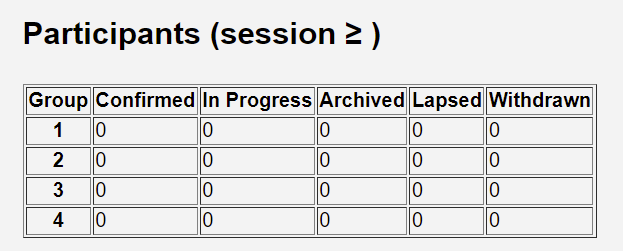 Participants (session ≥ )
Group Confirmed In Progress Archived Lapsed Withdrawn
1 0 0 0 0 0
2 0 0 0 0 0
3 0 0 0 0 0
4 0 0 0 0 0